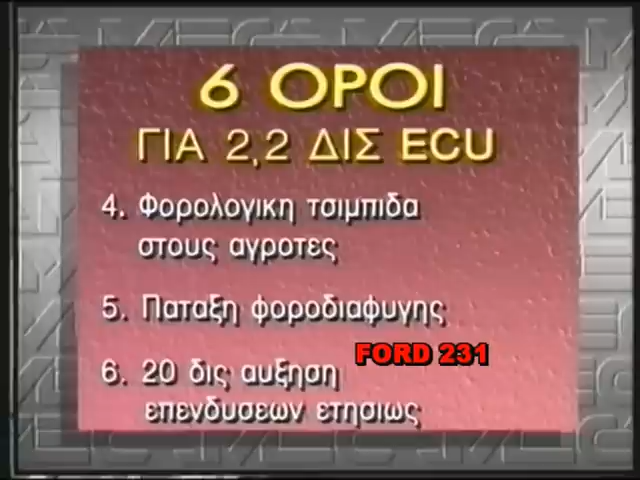 6 ΟΡΟΙ
ΓΙΑ 2,2 ΔΙΣ ECU
4. Φορολογικη τσιμπιδα
στους αγροτες
5. Παταξη φοροδιαφυγης
FORD 231
6. 20 δις αυξηση
επενδυσεων ετησιως